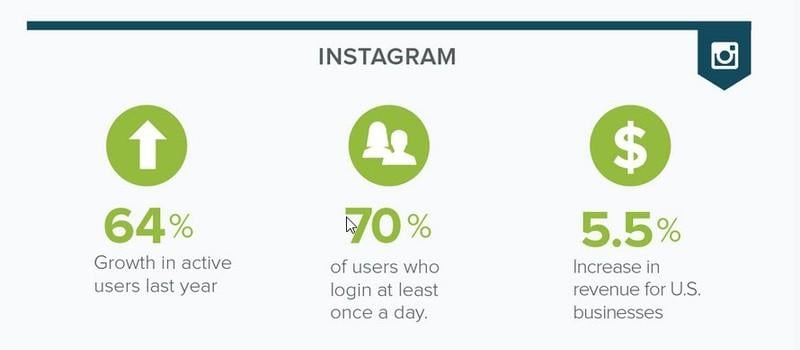 INSTAGRAM
64%
Growth in active
users last year
70%
of users who
login at least
once a day.
$
5.5%
Increase in
revenue for U.S.
businesses